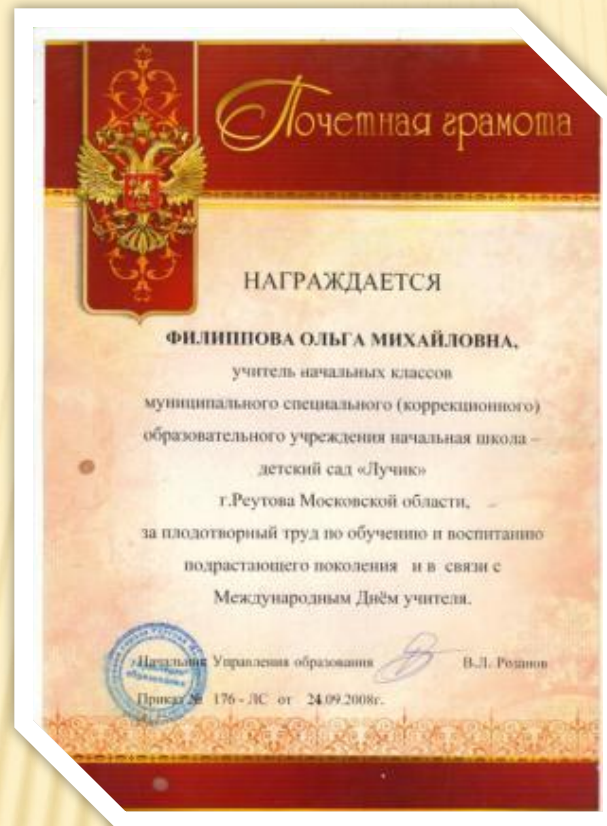 Почетная грамота
НАГРАЖДАЕТСЯ
ФИЛИППОВА ОЛЬГА МИХАЙЛОВНА,
учитель начальных классов
муниципального специального (коррекционного)
образовательного учреждения начальная школа –
детский сад «Лучик»
г.Реутова Московской области,
за плодотворный труд по обучению и воспитанию
подрастающего поколения и в связи с
Международным Днём учителя.
Начальник Управления образования В.Л. Розанов
Приказ № 176 - ЛС от 24.09.2008г.